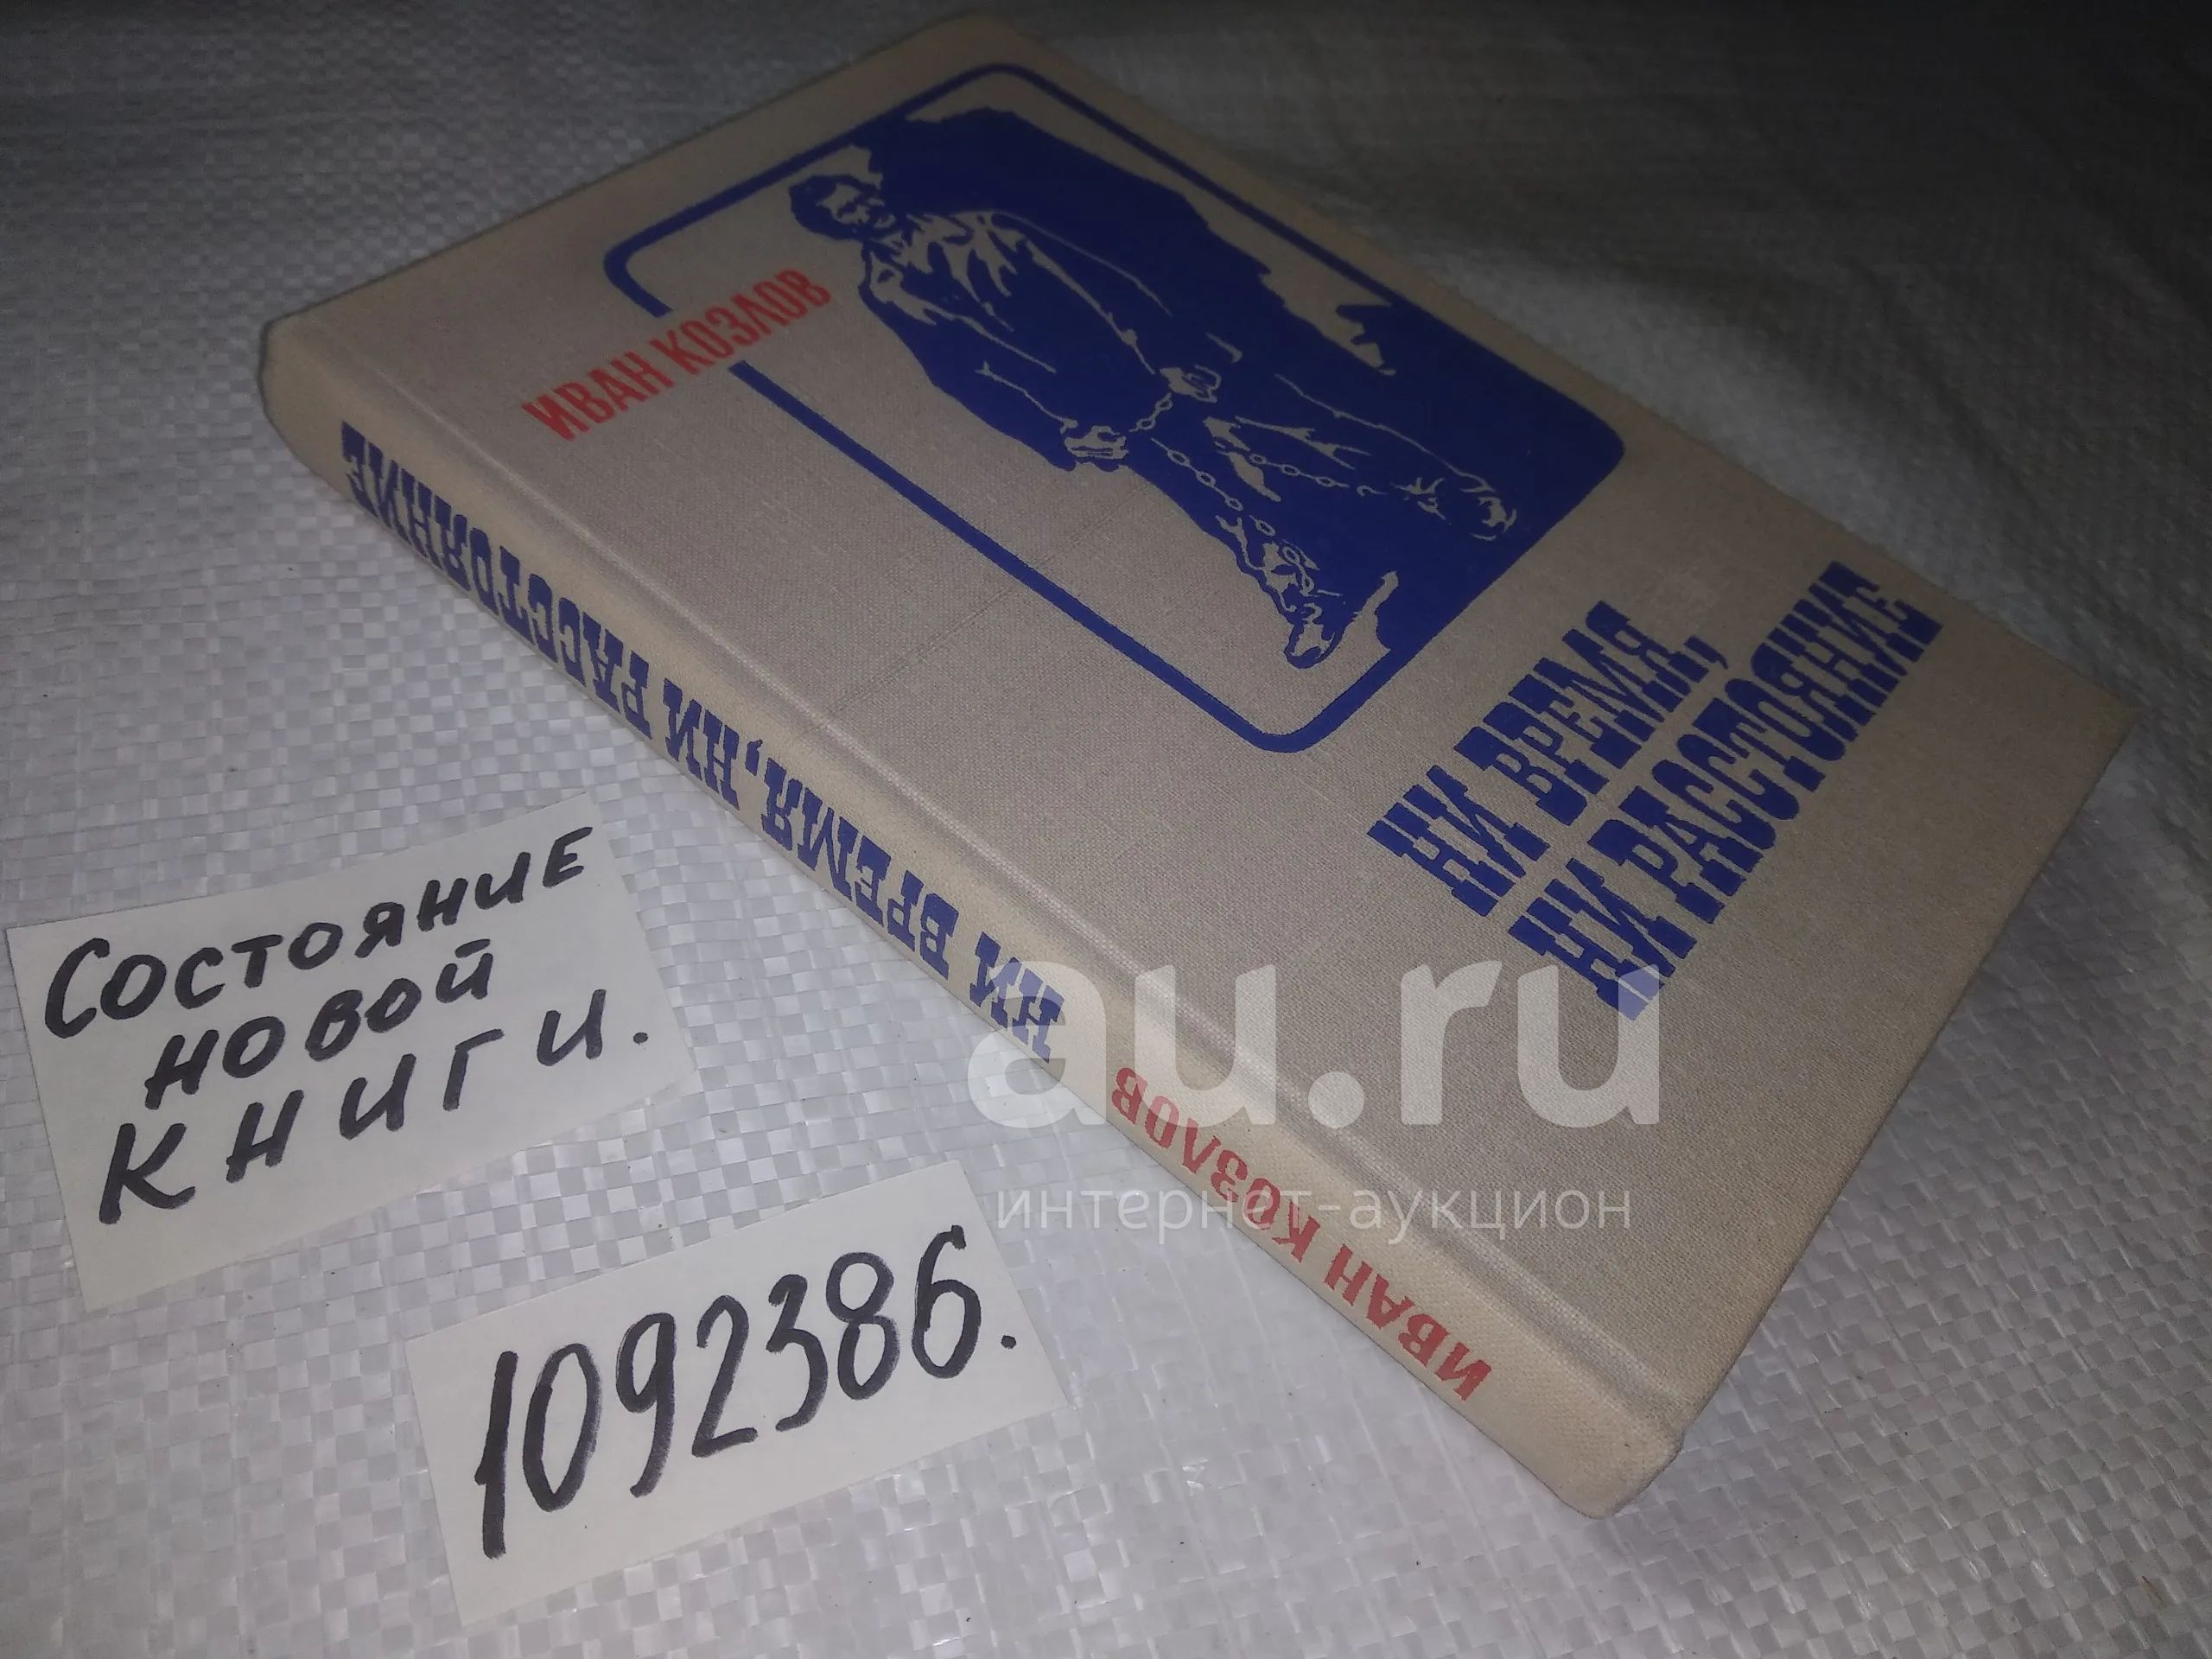 ИВАН КОЗЛОВ
НИ ВРЕМЯ,
НИ РАССТОЯНИЕ
ИВАН КОЗЛОВ НИ ВРЕМЯ, НИ РАССТОЯНИЕ
Состояние
новой
книги.
1092386.
au.ru
интернет-аукцион